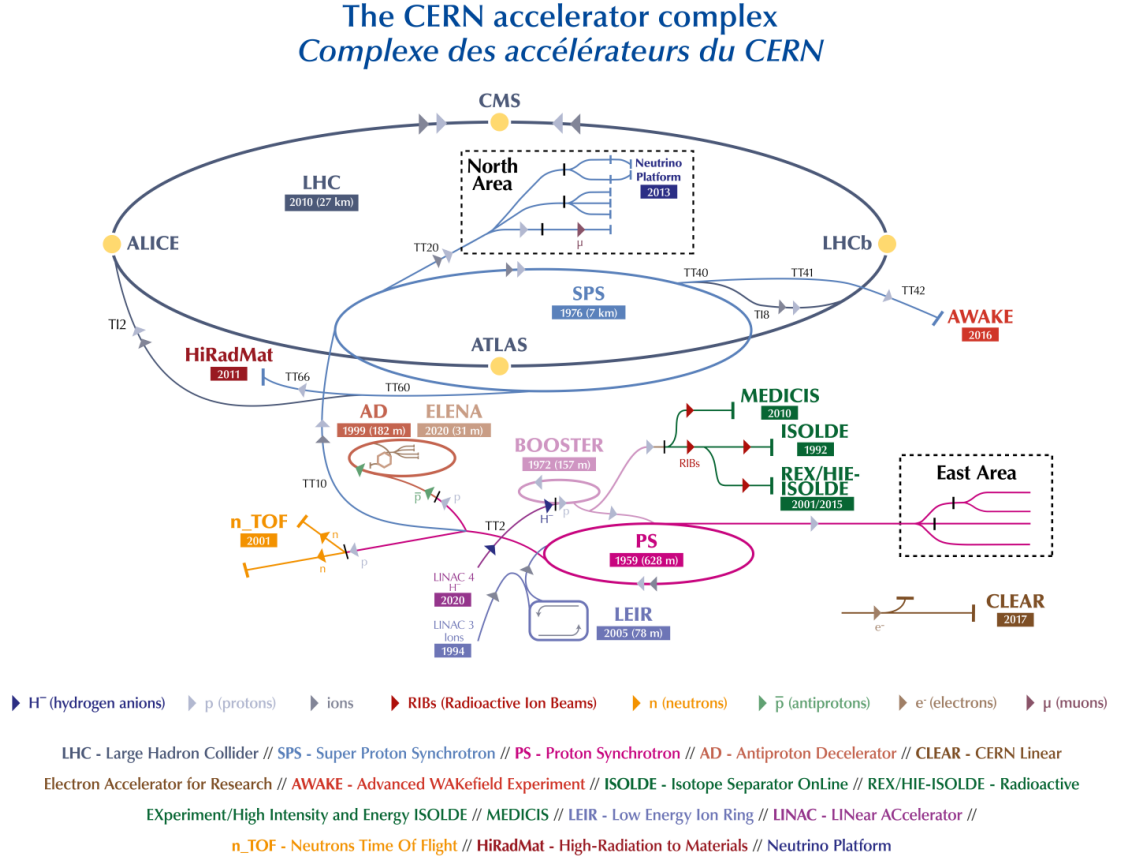 The CERN accelerator complex
Complexe des accélérateurs du CERN
CMS
North
Area
Neutrino
Platform
2013
LHC
2010 (27 km)
ALICE
LHCb
TT20
μ
TT40
TT41
TT42
SPS
1976 (7 km)
TI8
AWAKE
2016
TI2
ATLAS
HiRadMat
2011
TT66
TT60
AD
1999 (182 m)
ELENA
2020 (31 m)
MEDICIS
2010
BOOSTER
1972 (157 m)
ISOLDE
1992
RIBs
REX/HIE-
ISOLDE
2001/2015
East Area
TT10
p̅
p
H⁻
p
n_TOF
2001
n
n
p
TT2
PS
1959 (628 m)
LINAC 4
H⁻
2020
LINAC 3
Ions
1994
LEIR
2005 (78 m)
CLEAR
2017
e⁻
H⁻ (hydrogen anions)
p (protons)
ions
RIBs (Radioactive Ion Beams)
n (neutrons)
p̅ (antiprotons)
e⁻ (electrons)
μ (muons)
LHC - Large Hadron Collider // SPS - Super Proton Synchrotron // PS - Proton Synchrotron // AD - Antiproton Decelerator // CLEAR - CERN Linear
Electron Accelerator for Research // AWAKE - Advanced WAKefield Experiment // ISOLDE - Isotope Separator OnLine // REX/HIE-ISOLDE - Radioactive
EXperiment/High Intensity and Energy ISOLDE // MEDICIS // LEIR - Low Energy Ion Ring // LINAC - LINear ACcelerator //
n_TOF - Neutrons Time Of Flight // HiRadMat - High-Radiation to Materials // Neutrino Platform